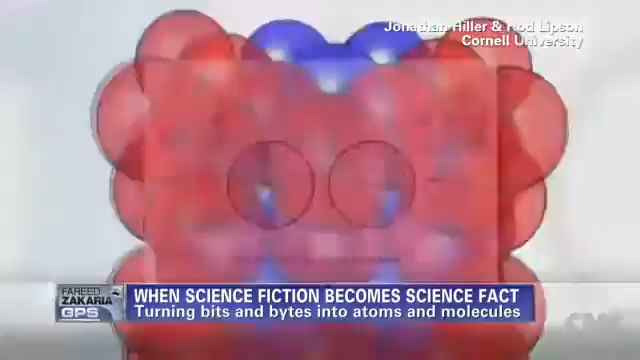 Jonathan Hiller & Hod Lipson
Cornell University
FAREED
ZAKARIA
GPS
WHEN SCIENCE FICTION BECOMES SCIENCE FACT
Turning bits and bytes into atoms and molecules
CNN